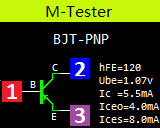 M-Tester
BJT-PNP
C
2
hFE=120
1
B
Ube=1.07v
Ic =5.5mA
E
3
Iceo=4.0mA
Ices=8.0mA